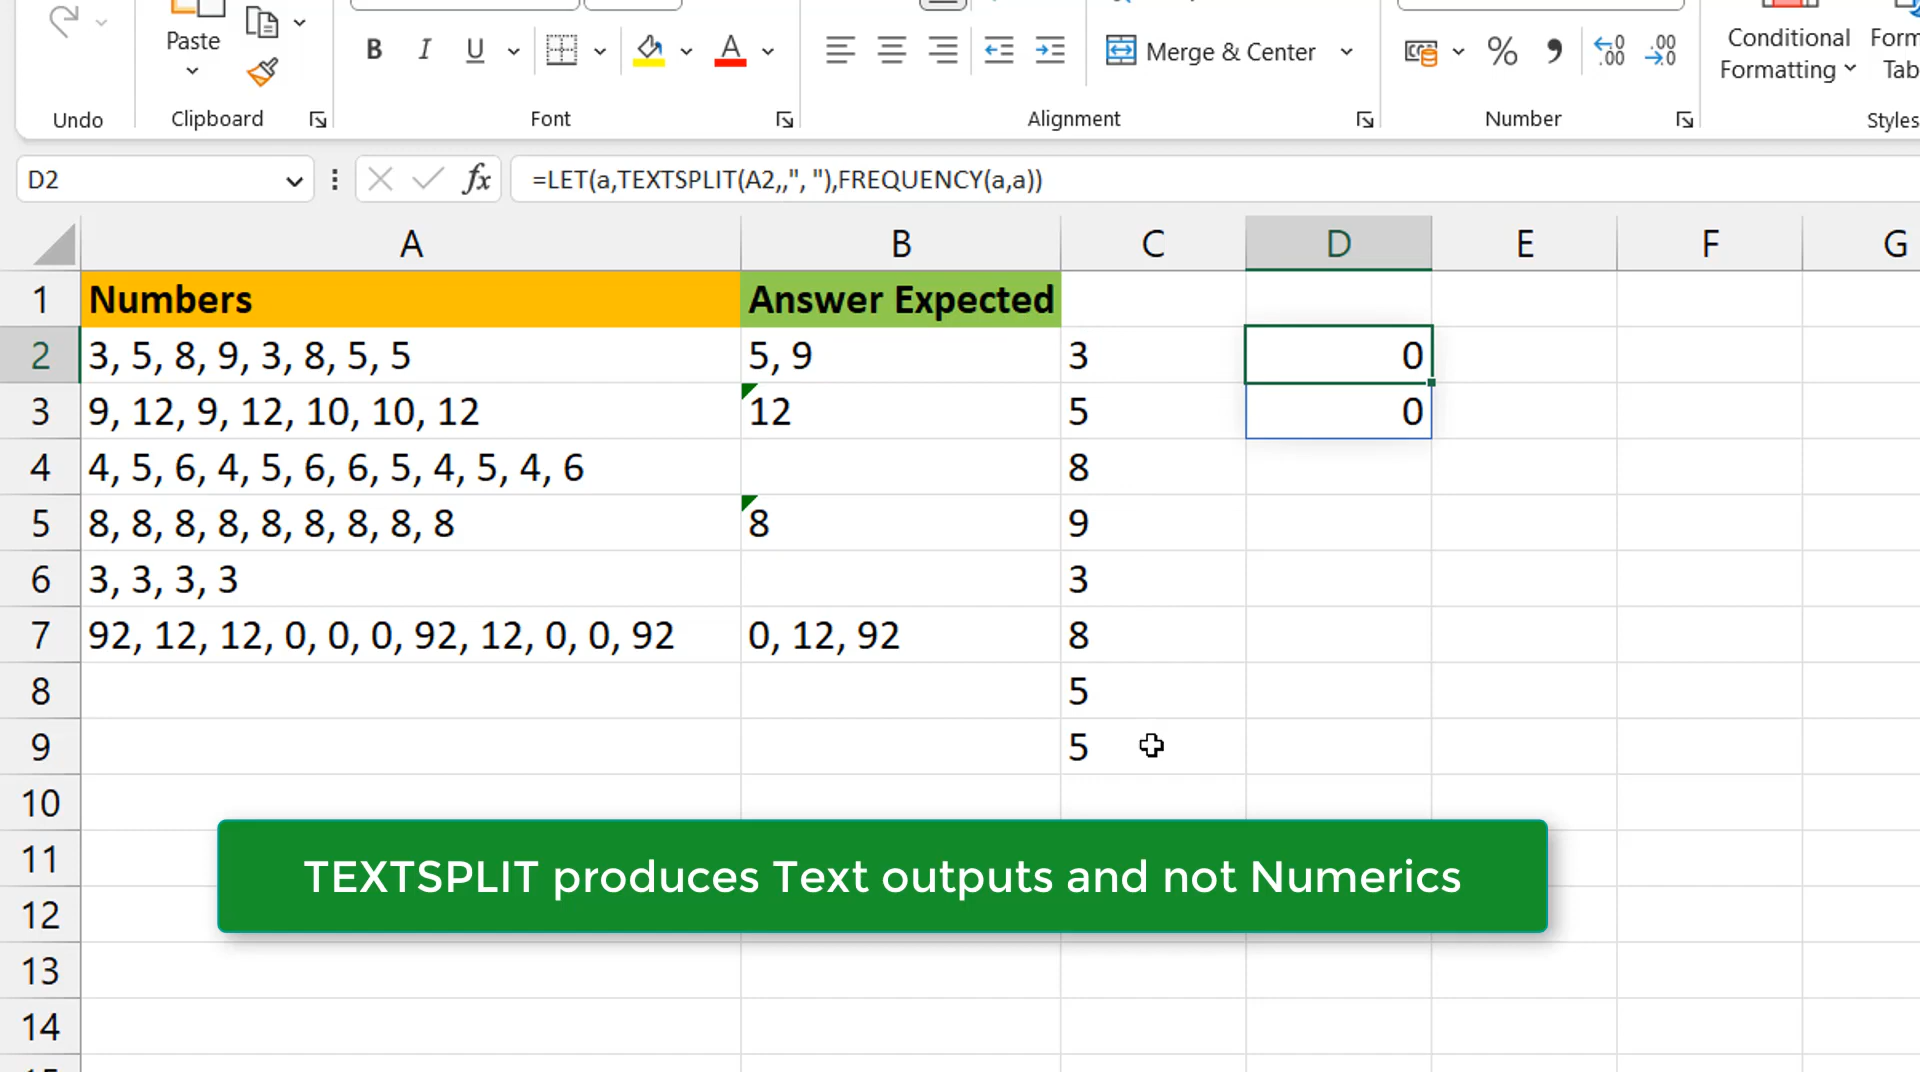 Paste
Merge & Center
Conditional
Formatting
Undo
Clipboard
Font
Alignment
Number
Styles
D2
=LET(a,TEXTSPLIT(A2,,", "),FREQUENCY(a,a))
A B C D E F G
1 Numbers Answer Expected
2 3, 5, 8, 9, 3, 8, 5, 5 5, 9 3 0
3 9, 12, 9, 12, 10, 10, 12 12 5 0
4 4, 5, 6, 4, 5, 6, 6, 5, 4, 5, 4, 6 8
5 8, 8, 8, 8, 8, 8, 8, 8, 8 8 9
6 3, 3, 3, 3 3
7 92, 12, 12, 0, 0, 0, 92, 12, 0, 0, 92 0, 12, 92 8
8 5
9 5
10
11
12
13
14
TEXTSPLIT produces Text outputs and not Numerics